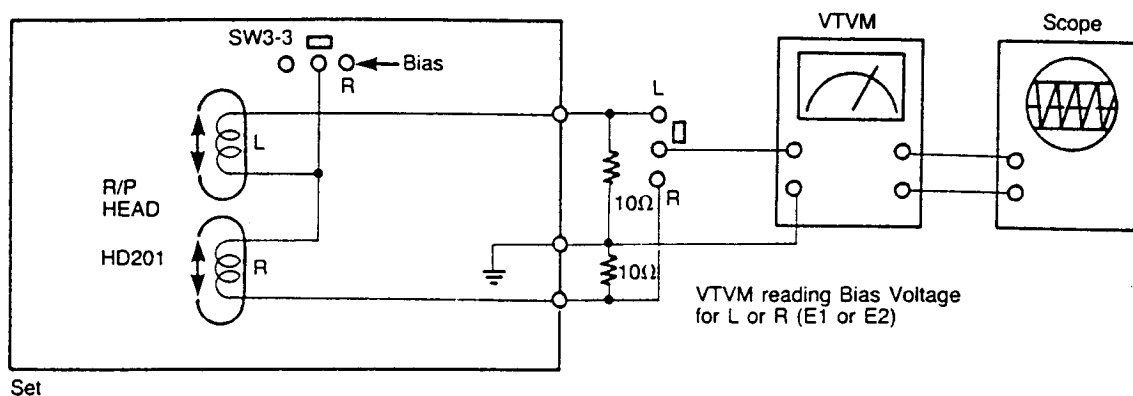 SW3-3
Bias
R
L
R/P
HEAD
HD201
R
Set
L
R
10Ω
10Ω
VTVM
Scope
VTVM reading Bias Voltage
for L or R (E1 or E2)